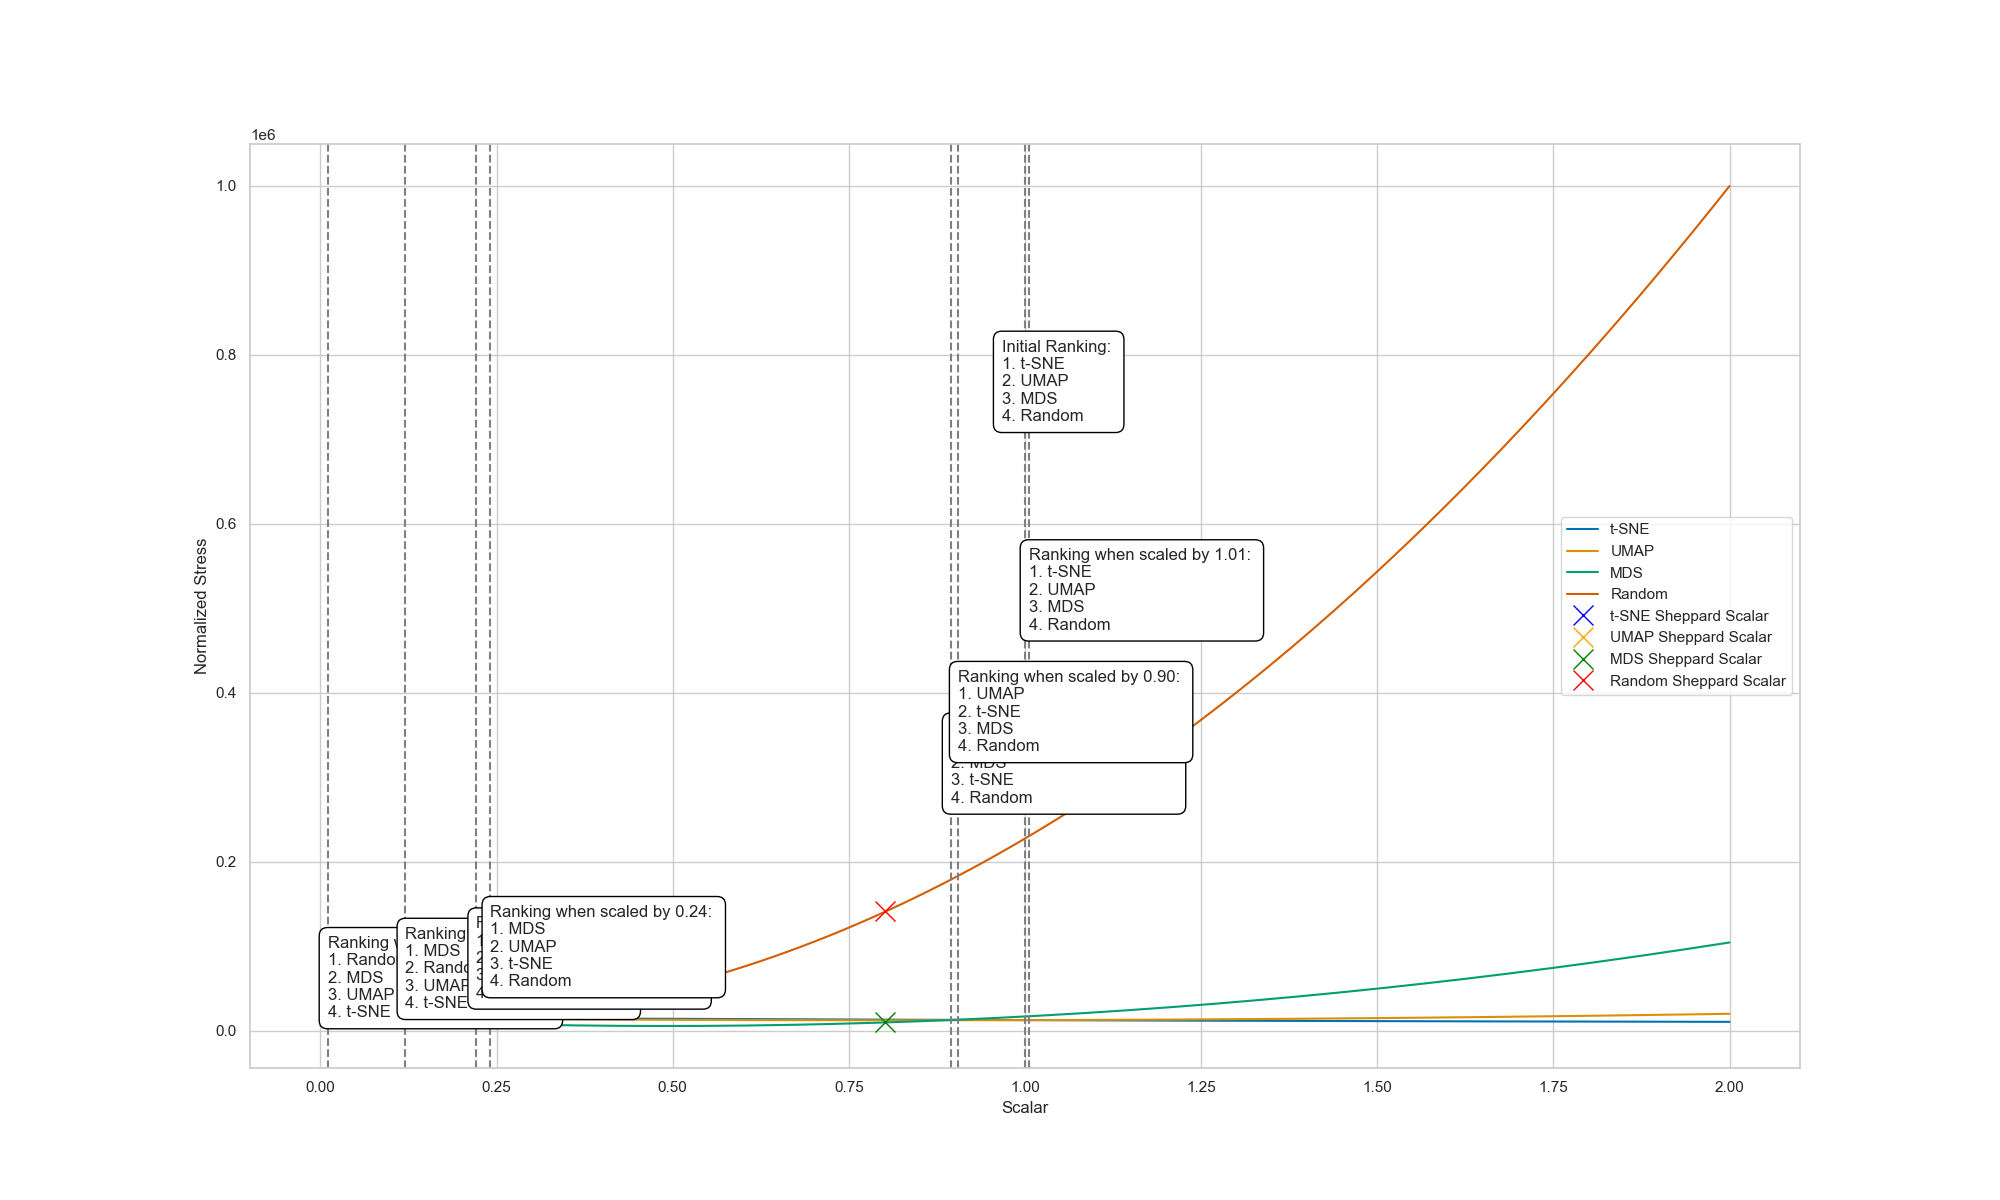 1e6
1.0
0.8
0.6
0.4
0.2
0.0
Normalized Stress
Initial Ranking:
1. t-SNE
2. UMAP
3. MDS
4. Random
Ranking when scaled by 1.01:
1. t-SNE
2. UMAP
3. MDS
4. Random
Ranking when scaled by 0.90:
1. UMAP
2. t-SNE
3. MDS
4. Random
2. MDS
3. t-SNE
4. Random
Ranking
1. Rando
2. MDS
3. UMAP
4. t-SNE
Ranking
1. MDS
2. Rando
3. UMAP
4. t-SNE
Ranking when scaled by 0.24:
1. MDS
2. UMAP
3. t-SNE
4. Random
t-SNE
UMAP
MDS
Random
t-SNE Sheppard Scalar
UMAP Sheppard Scalar
MDS Sheppard Scalar
Random Sheppard Scalar
0.00
0.25
0.50
0.75
1.00
1.25
1.50
1.75
2.00
Scalar